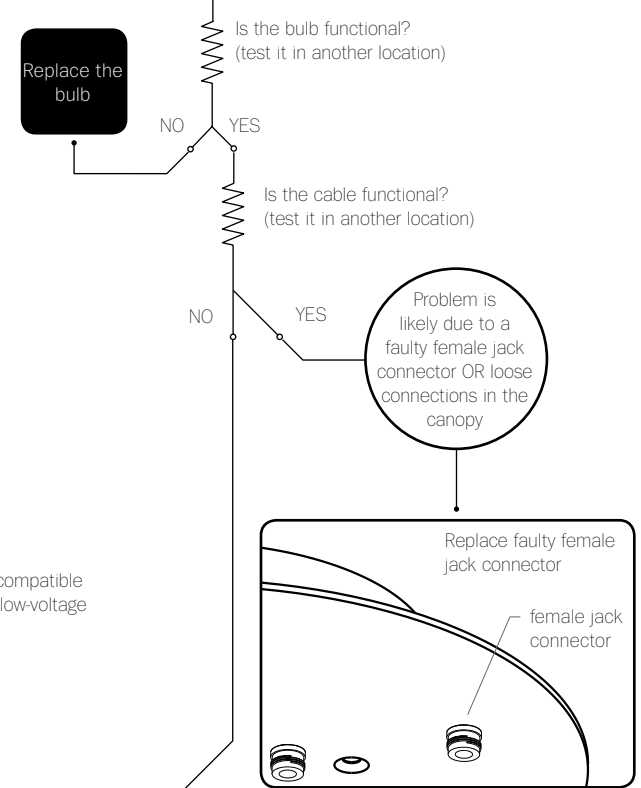 Is the bulb functional?
(test it in another location)
Replace the
bulb
NO
YES
Is the cable functional?
(test it in another location)
NO
YES
Problem is
likely due to a
faulty female jack
connector OR loose
connections in the
canopy
Replace faulty female
jack connector
female jack
connector
compatible
low-voltage